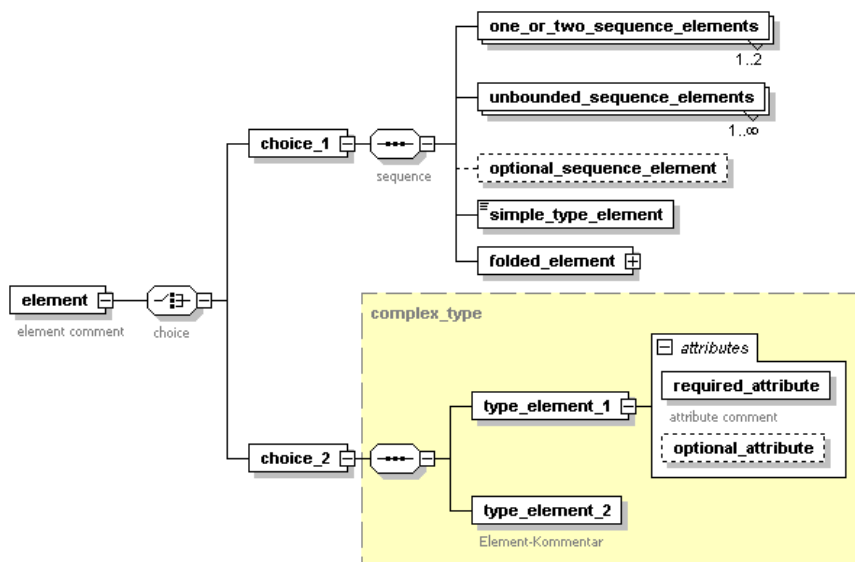 one_or_two_sequence_elements
1..2
unbounded_sequence_elements
1..∞
choice_1
sequence
optional_sequence_element
simple_type_element
folded_element
element
element comment
choice
complex_type
attributes
required_attribute
attribute comment
optional_attribute
type_element_1
choice_2
type_element_2
Element-Kommentar